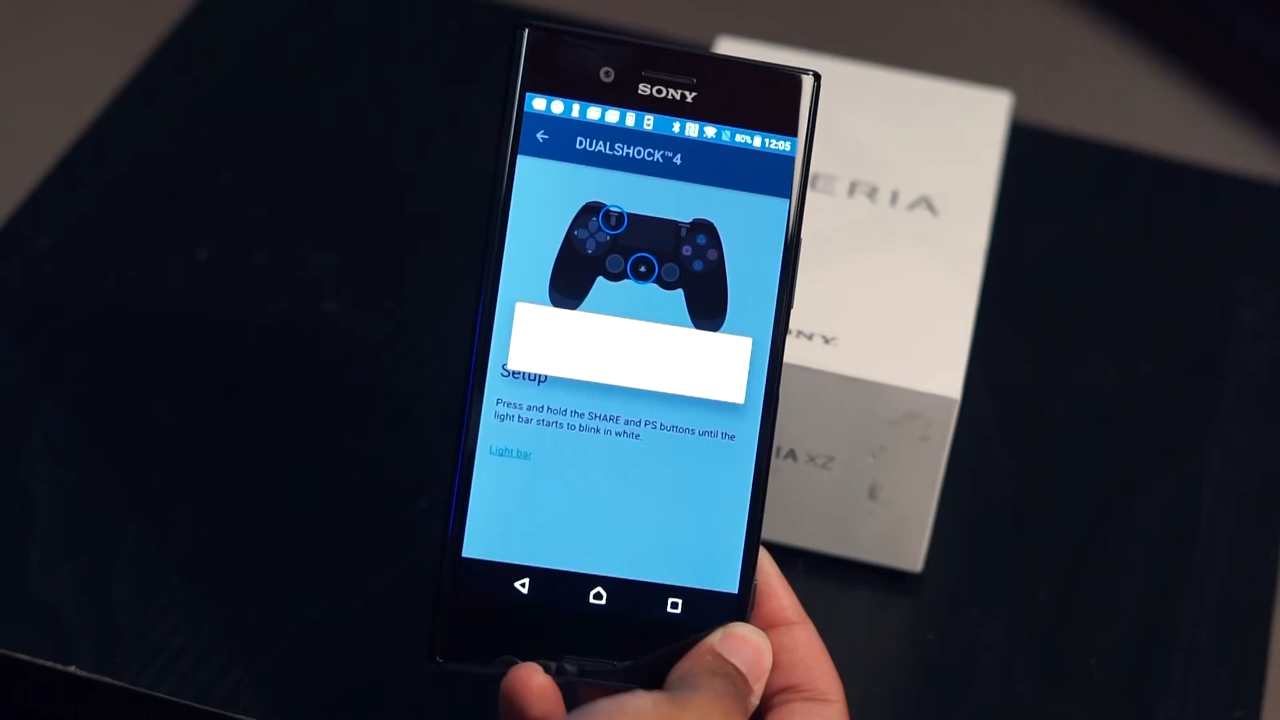 SONY
80% 12:05
DUALSHOCK™4
Setup
Press and hold the SHARE and PS buttons until the
light bar starts to blink in white.
Light bar
ERIA
NY
IA XZ